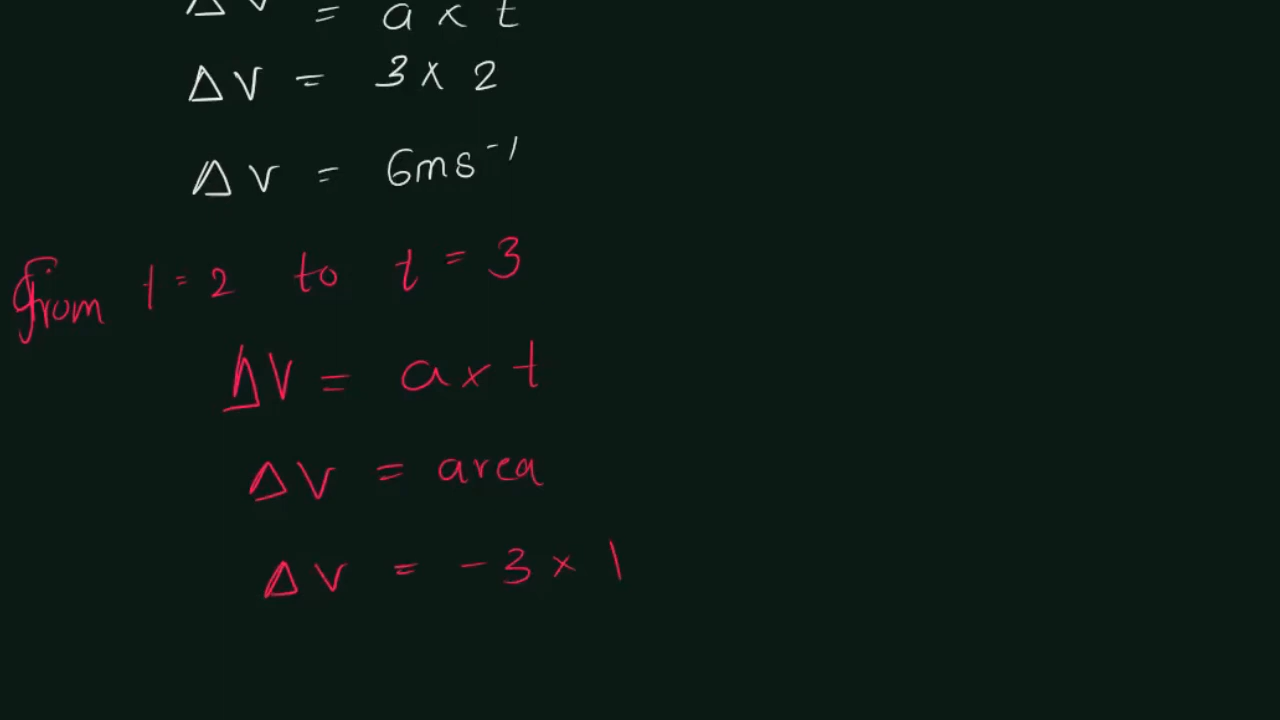 ΔV = a x t
ΔV = 3 x 2
ΔV = 6ms⁻¹
From t = 2 to t = 3
ΔV = a x t
ΔV = area
ΔV = -3 x 1